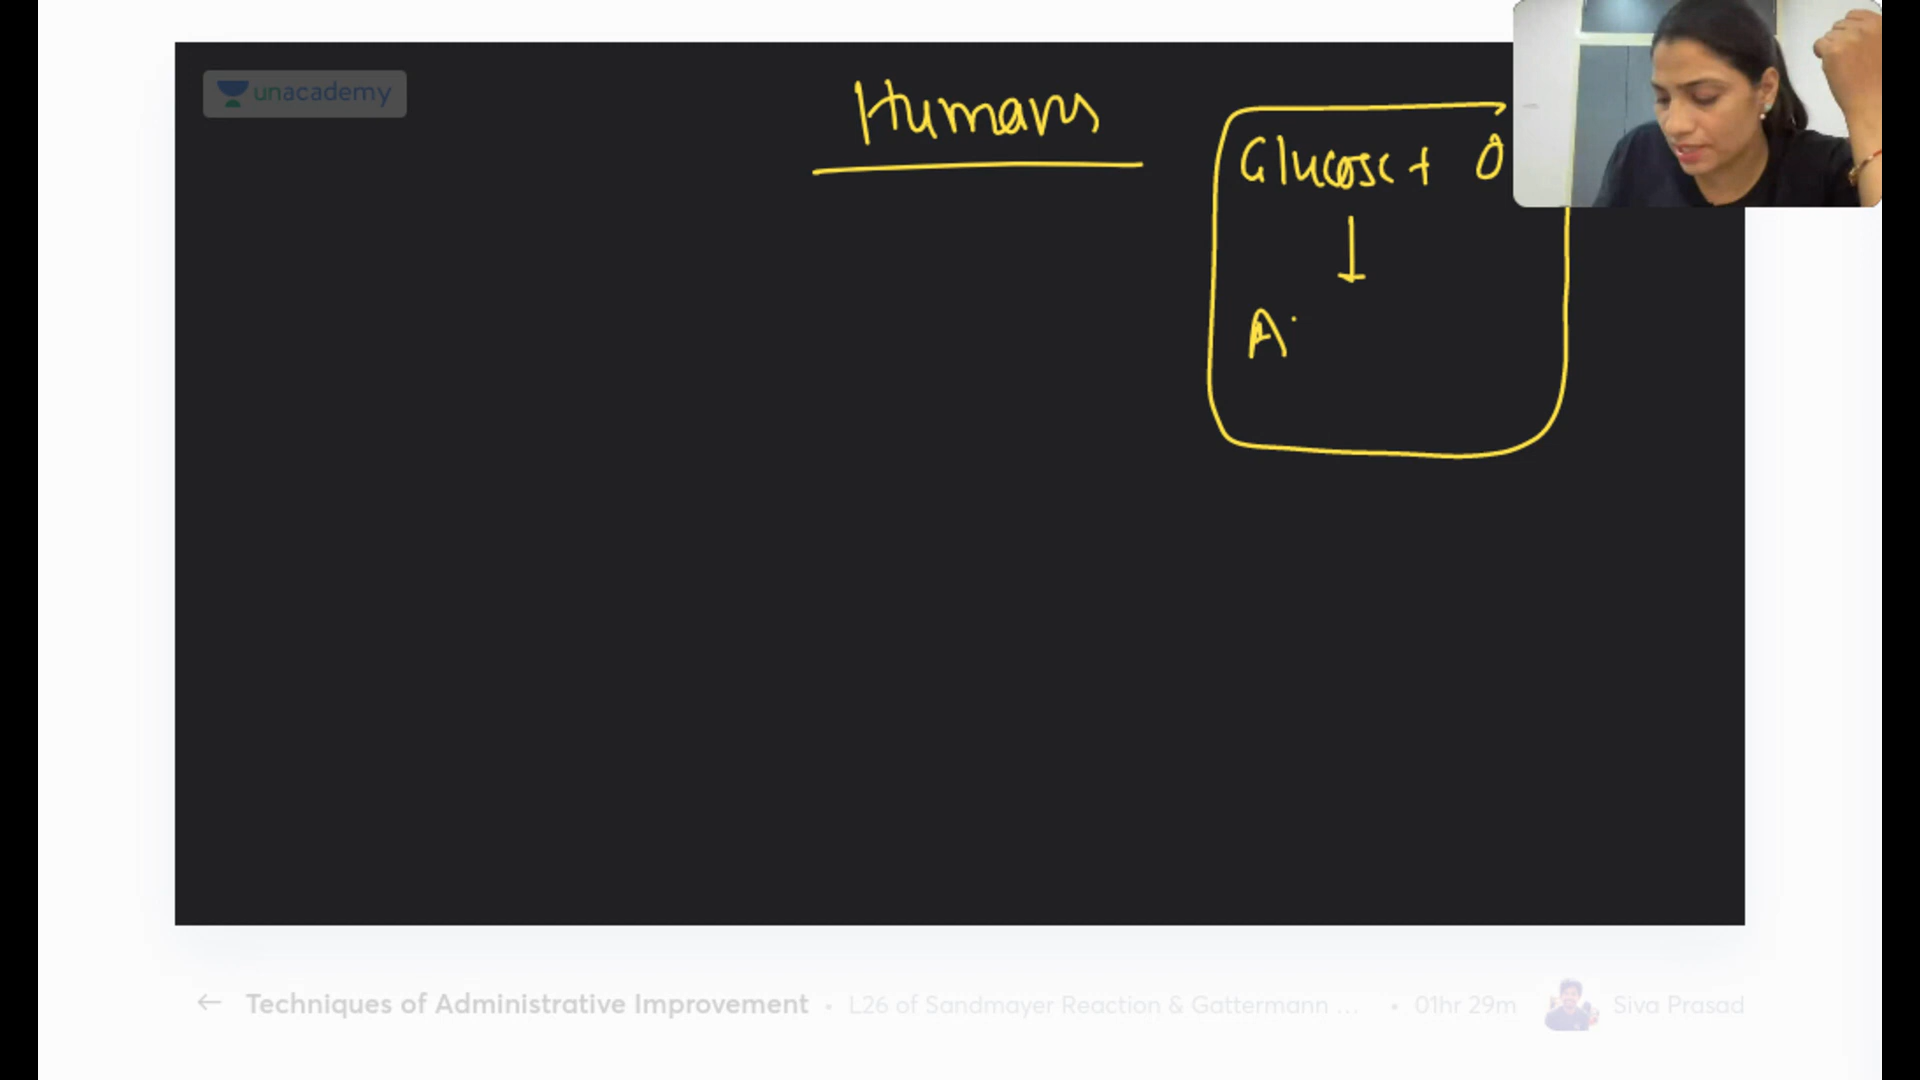 unacademy
Humans
Glucose + O
A
Techniques of Administrative Improvement • L26 of Sandmayer Reaction & Gattermann ... • 01hr 29m Siva Prasad